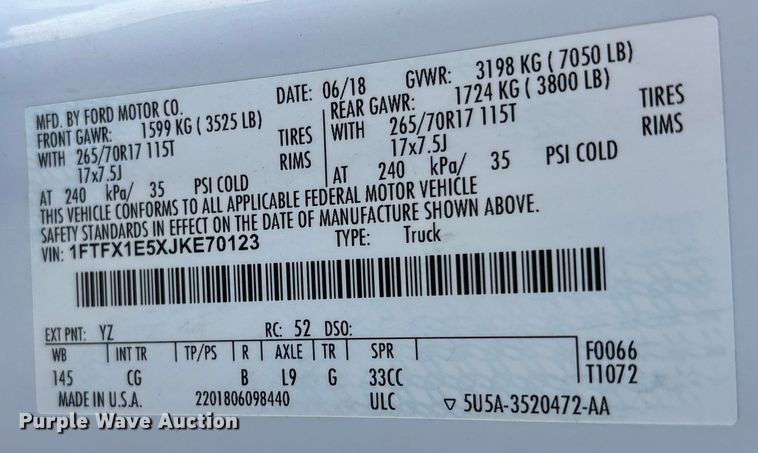 MFD. BY FORD MOTOR CO.
DATE: 06/18 GVWR: 3198 KG ( 7050 LB)
FRONT GAWR: 1599 KG ( 3525 LB) REAR GAWR: 1724 KG ( 3800 LB)
WITH 265/70R17 115T TIRES WITH 265/70R17 115T TIRES
17x7.5J RIMS 17x7.5J RIMS
AT 240 kPa/ 35 PSI COLD AT 240 kPa/ 35 PSI COLD
THIS VEHICLE CONFORMS TO ALL APPLICABLE FEDERAL MOTOR VEHICLE
SAFETY STANDARDS IN EFFECT ON THE DATE OF MANUFACTURE SHOWN ABOVE.
VIN: 1FTFX1E5XJKE70123 TYPE: Truck
EXT PNT: YZ RC: 52 DSO:
WB INT TR TP/PS R AXLE TR SPR F0066
145 CG B L9 G 33CC T1072
MADE IN U.S.A. 2201806098440 ULC ▽ 5U5A-3520472-AA
Purple Wave Auction